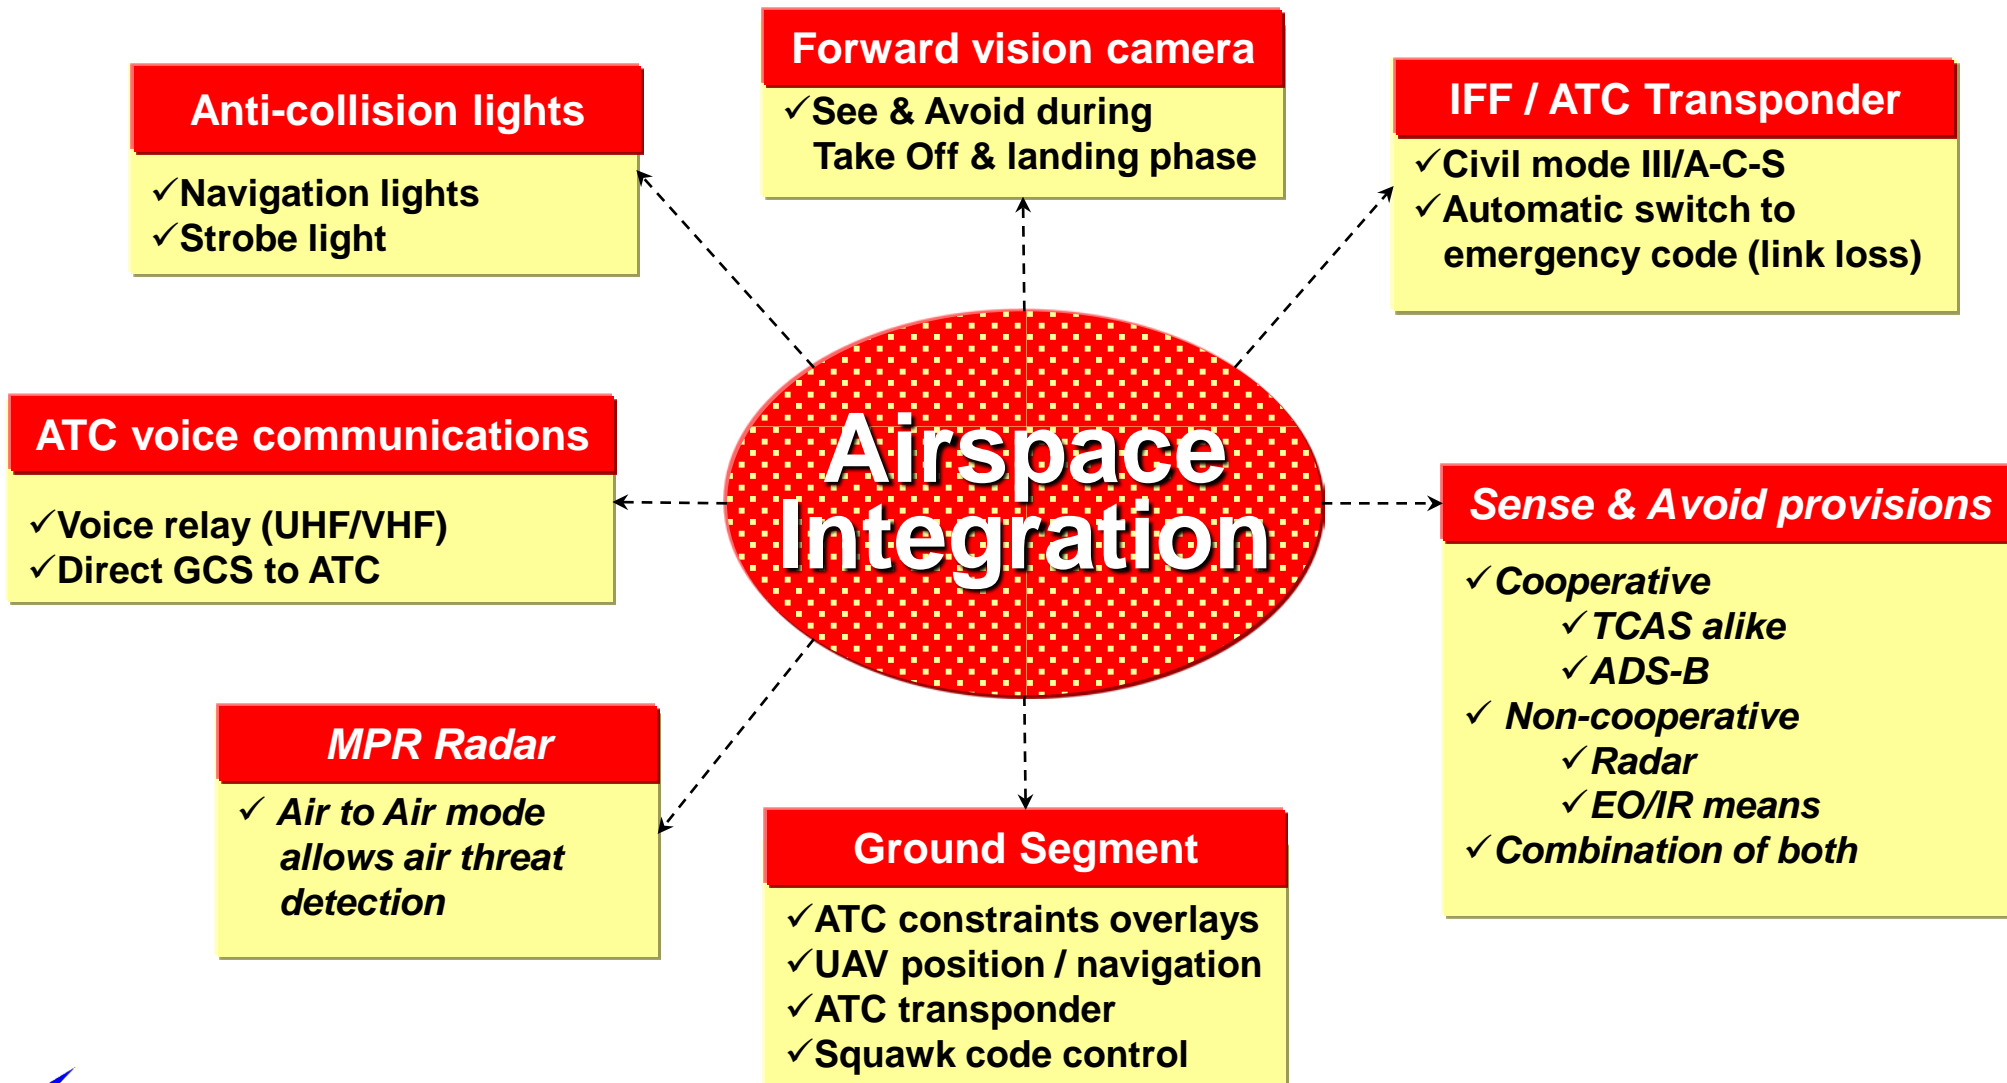 Forward vision camera
✓See & Avoid during
Take Off & landing phase
Anti-collision lights
✓Navigation lights
✓Strobe light
IFF / ATC Transponder
✓Civil mode III/A-C-S
✓Automatic switch to
emergency code (link loss)
ATC voice communications
✓Voice relay (UHF/VHF)
✓Direct GCS to ATC
Airspace
Integration
Sense & Avoid provisions
✓Cooperative
✓TCAS alike
✓ADS-B
✓ Non-cooperative
✓Radar
✓EO/IR means
✓Combination of both
MPR Radar
✓ Air to Air mode
allows air threat
detection
Ground Segment
✓ATC constraints overlays
✓UAV position / navigation
✓ATC transponder
✓Squawk code control